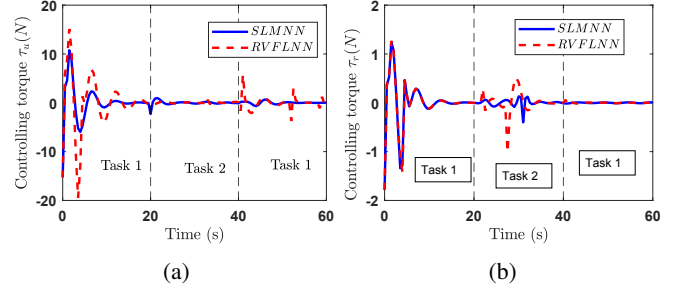 Controlling torque τ_u(N)
20
10
0
-10
-20
SLMNN
RVFLNN
Task 1
Task 2
Task 1
0
20
40
60
Time (s)
(a)
Controlling torque τ_r(N)
2
1
0
-1
-2
SLMNN
RVFLNN
Task 1
Task 2
Task 1
0
20
40
60
Time (s)
(b)